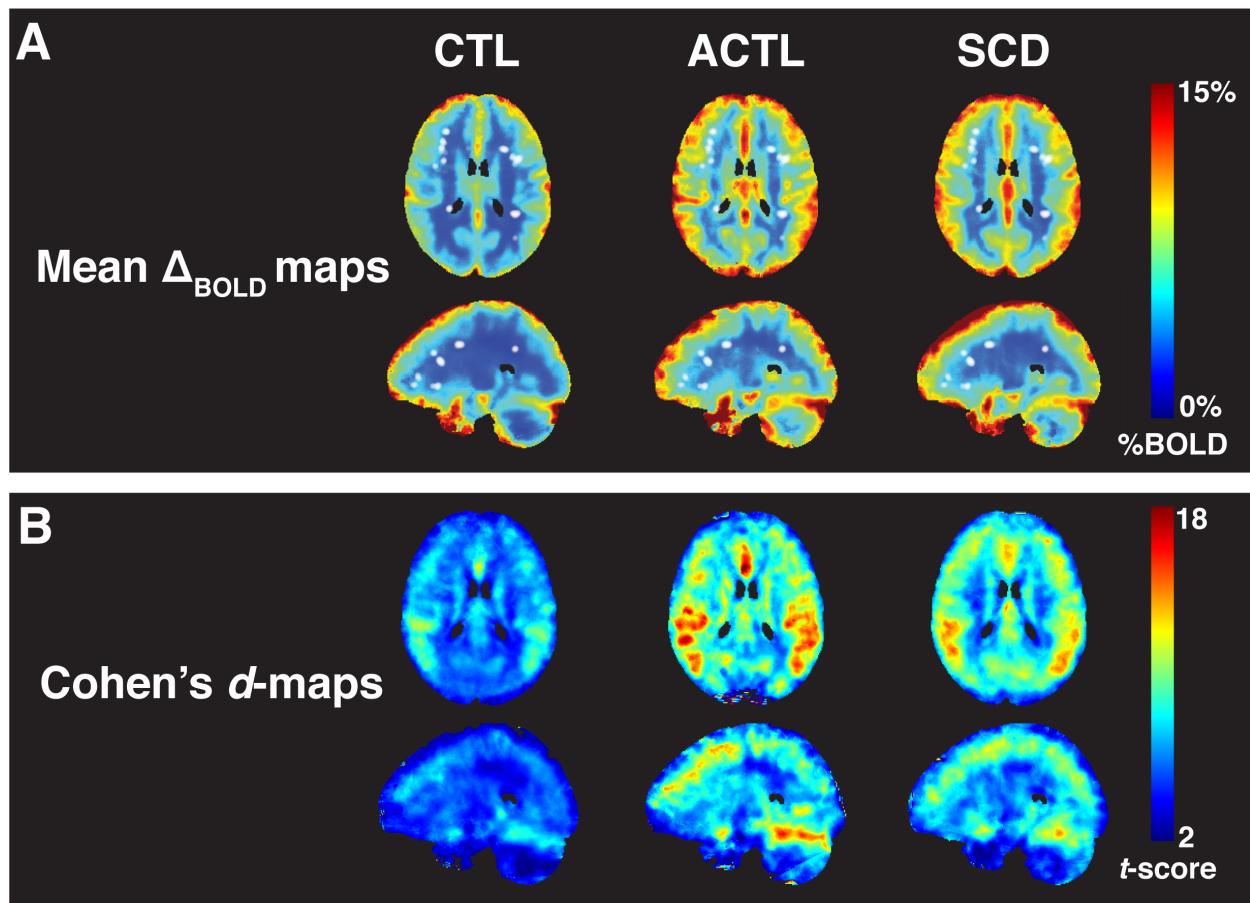 A
CTL ACTL SCD
15%
Mean ΔBOLD maps
0%
%BOLD
B
18
Cohen's d-maps
2
t-score